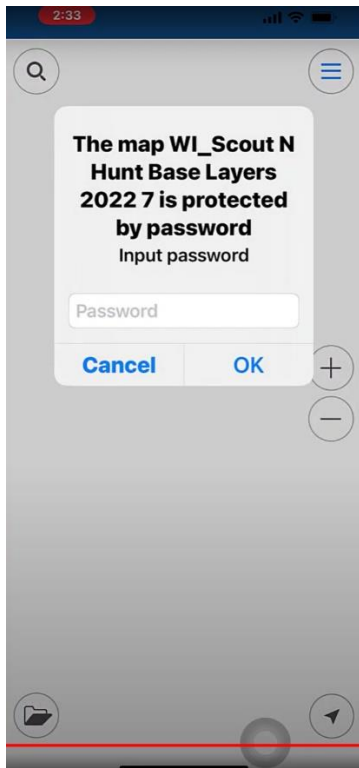 2:33
The map WI_Scout N
Hunt Base Layers
2022 7 is protected
by password
Input password
Password
Cancel
OK